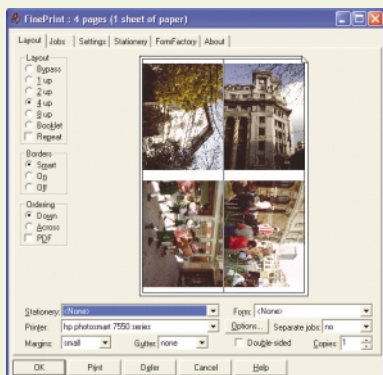 FinePrint : 4 pages (1 sheet of paper)
Layout Jobs Settings Stationery FormFactory About
Layout
Bypass
1 up
2 up
4 up
8 up
Booklet
Repeat
Borders
Smart
On
Off
Ordering
Down
Across
PDF
Stationery: <None> Form: <None>
Printer: hp photosmart 7550 series Options... Separate jobs: no
Margins: small Gutter: none Double-sided Copies: 1
OK Print Defer Cancel Help